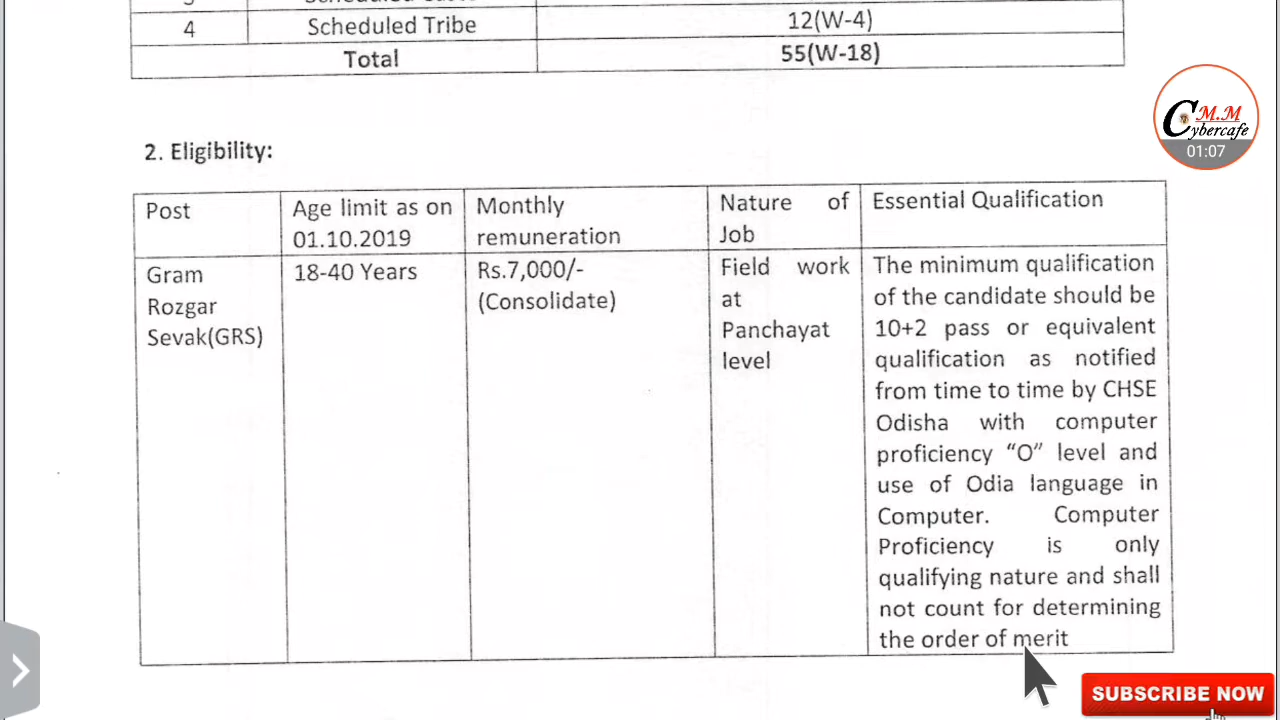 4 Scheduled Tribe 12(W-4)
Total 55(W-18)
C M.M
ybercafe
01:07
2. Eligibility:
Post Age limit as on 01.10.2019 Monthly remuneration Nature of Job Essential Qualification
Gram
Rozgar
Sevak(GRS)
18-40 Years
Rs.7,000/-
(Consolidate)
Field work
at
Panchayat
level
The minimum qualification
of the candidate should be
10+2 pass or equivalent
qualification as notified
from time to time by CHSE
Odisha with computer
proficiency "O" level and
use of Odia language in
Computer. Computer
Proficiency is only
qualifying nature and shall
not count for determining
the order of merit
SUBSCRIBE NOW